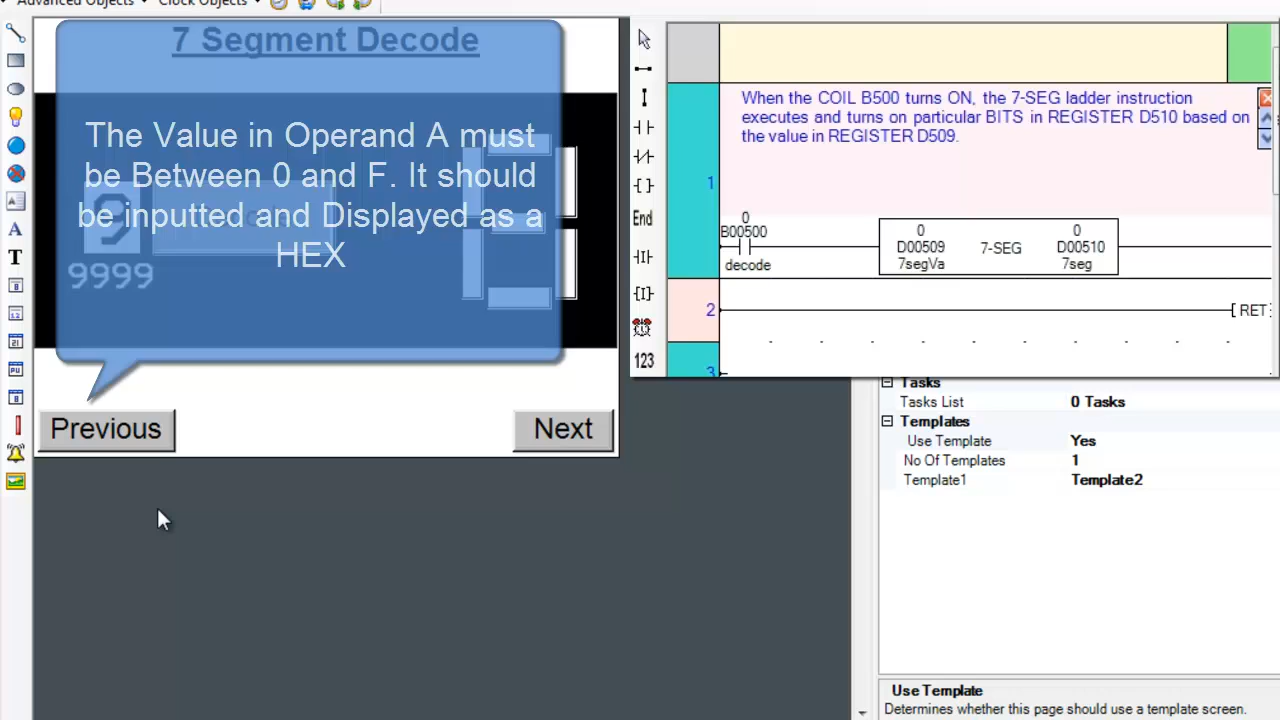 Advanced Objects
Clock Objects
7 Segment Decode
The Value in Operand A must
be Between 0 and F. It should
be inputted and Displayed as a
HEX
9
9999
Previous
Next
When the COIL B500 turns ON, the 7-SEG ladder instruction
executes and turns on particular BITS in REGISTER D510 based on
the value in REGISTER D509.
1
0
B00500
decode
0
D00509
7segVa
7-SEG
0
D00510
7seg
2
[ RET
3
End
123
Tasks
Tasks List 0 Tasks
Templates
Use Template Yes
No Of Templates 1
Template1 Template2
Use Template
Determines whether this page should use a template screen.